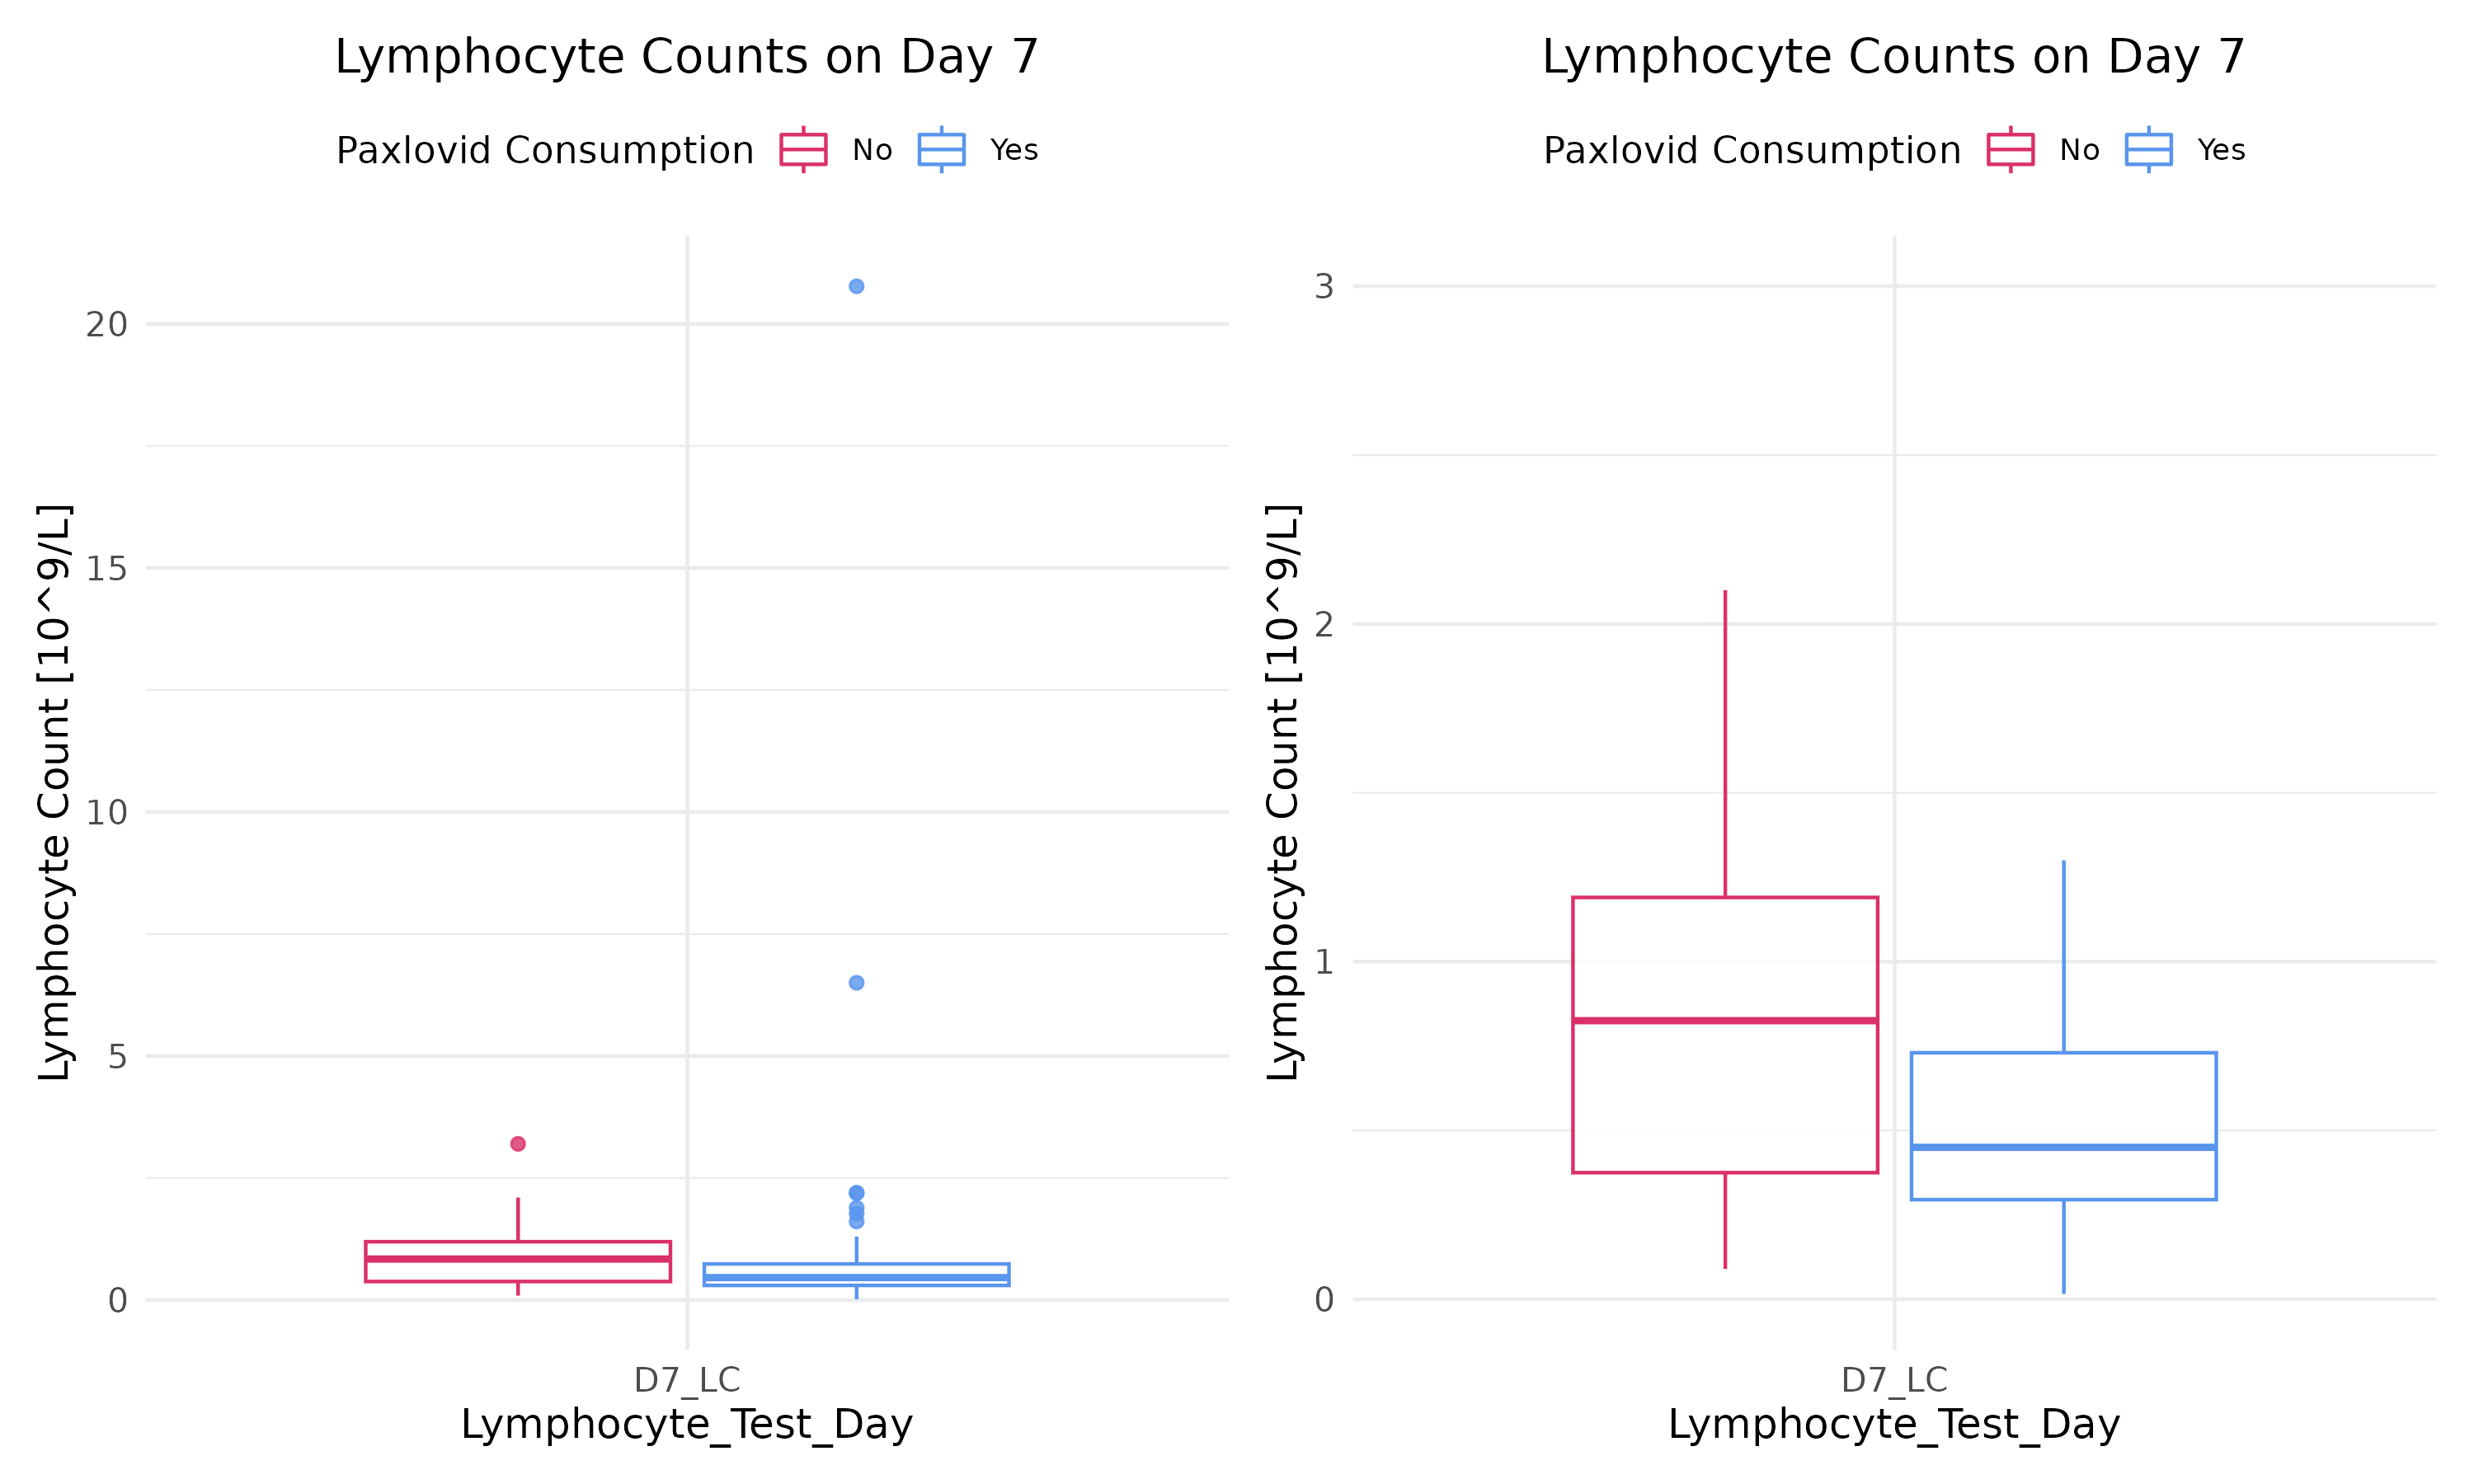 Lymphocyte Counts on Day 7
Paxlovid Consumption No Yes
Lymphocyte Count [10^9/L]
20
15
10
5
0
D7_LC
Lymphocyte_Test_Day
Lymphocyte Counts on Day 7
Paxlovid Consumption No Yes
Lymphocyte Count [10^9/L]
3
2
1
0
D7_LC
Lymphocyte_Test_Day